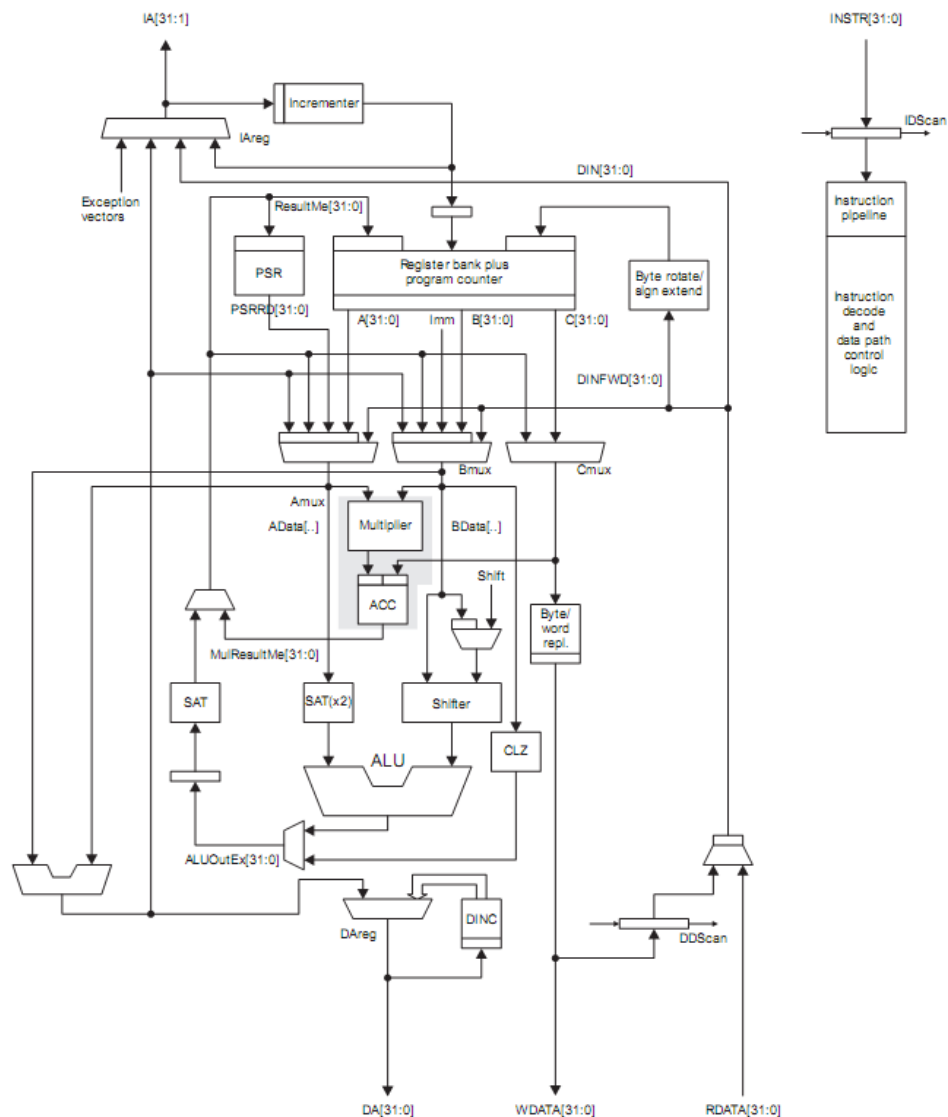 IA[31:1]
INSTR[31:0]
Incrementer
IAreg
IDScan
DIN[31:0]
Exception
vectors
ResultMe[31:0]
Instruction
pipeline
PSR
Register bank plus
program counter
Byte rotate/
sign extend
PSRRD[31:0]
A[31:0]
Imm
B[31:0]
C[31:0]
Instruction
decode
and
data path
control
logic
DINFWD[31:0]
Bmux
Cmux
Amux
AData[..]
Multiplier
BData[..]
Shift
ACC
Byte/
word
repl.
MulResultMe[31:0]
SAT
SAT(x2)
Shifter
CLZ
ALU
ALUOutEx[31:0]
DINC
DAreg
DDScan
DA[31:0]
WDATA[31:0]
RDATA[31:0]